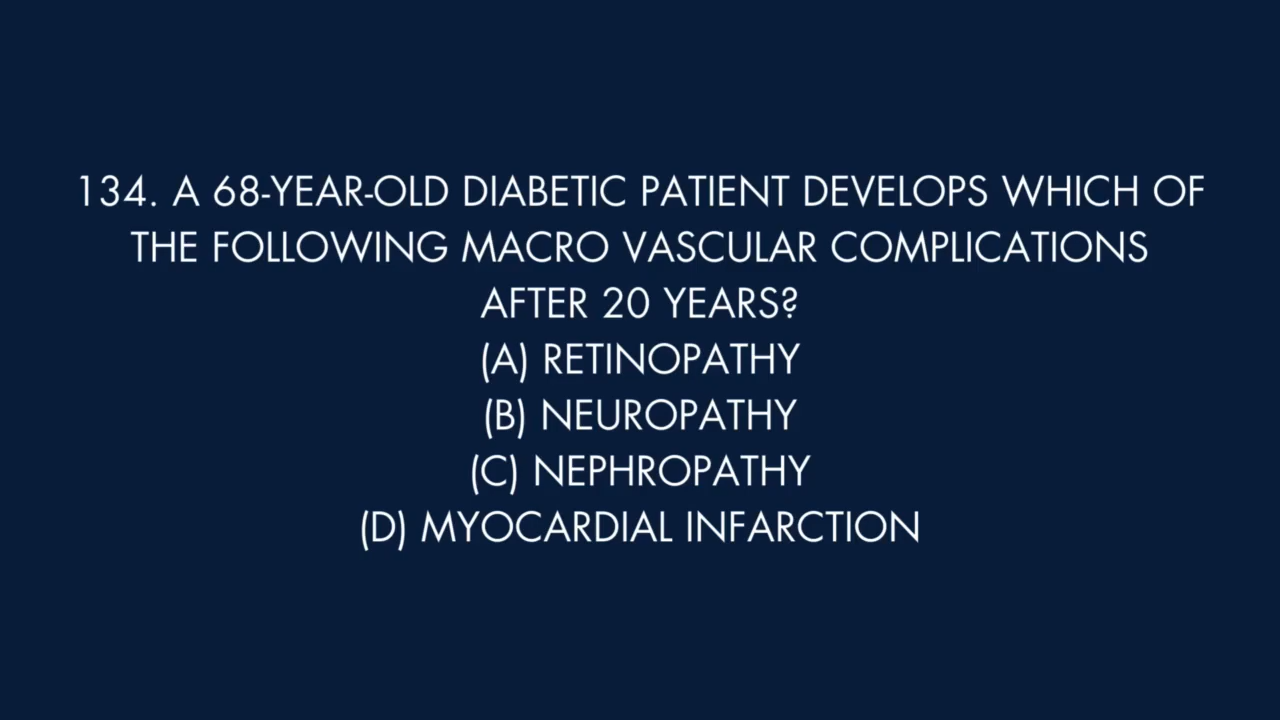 134. A 68-YEAR-OLD DIABETIC PATIENT DEVELOPS WHICH OF
THE FOLLOWING MACRO VASCULAR COMPLICATIONS
AFTER 20 YEARS?
(A) RETINOPATHY
(B) NEUROPATHY
(C) NEPHROPATHY
(D) MYOCARDIAL INFARCTION